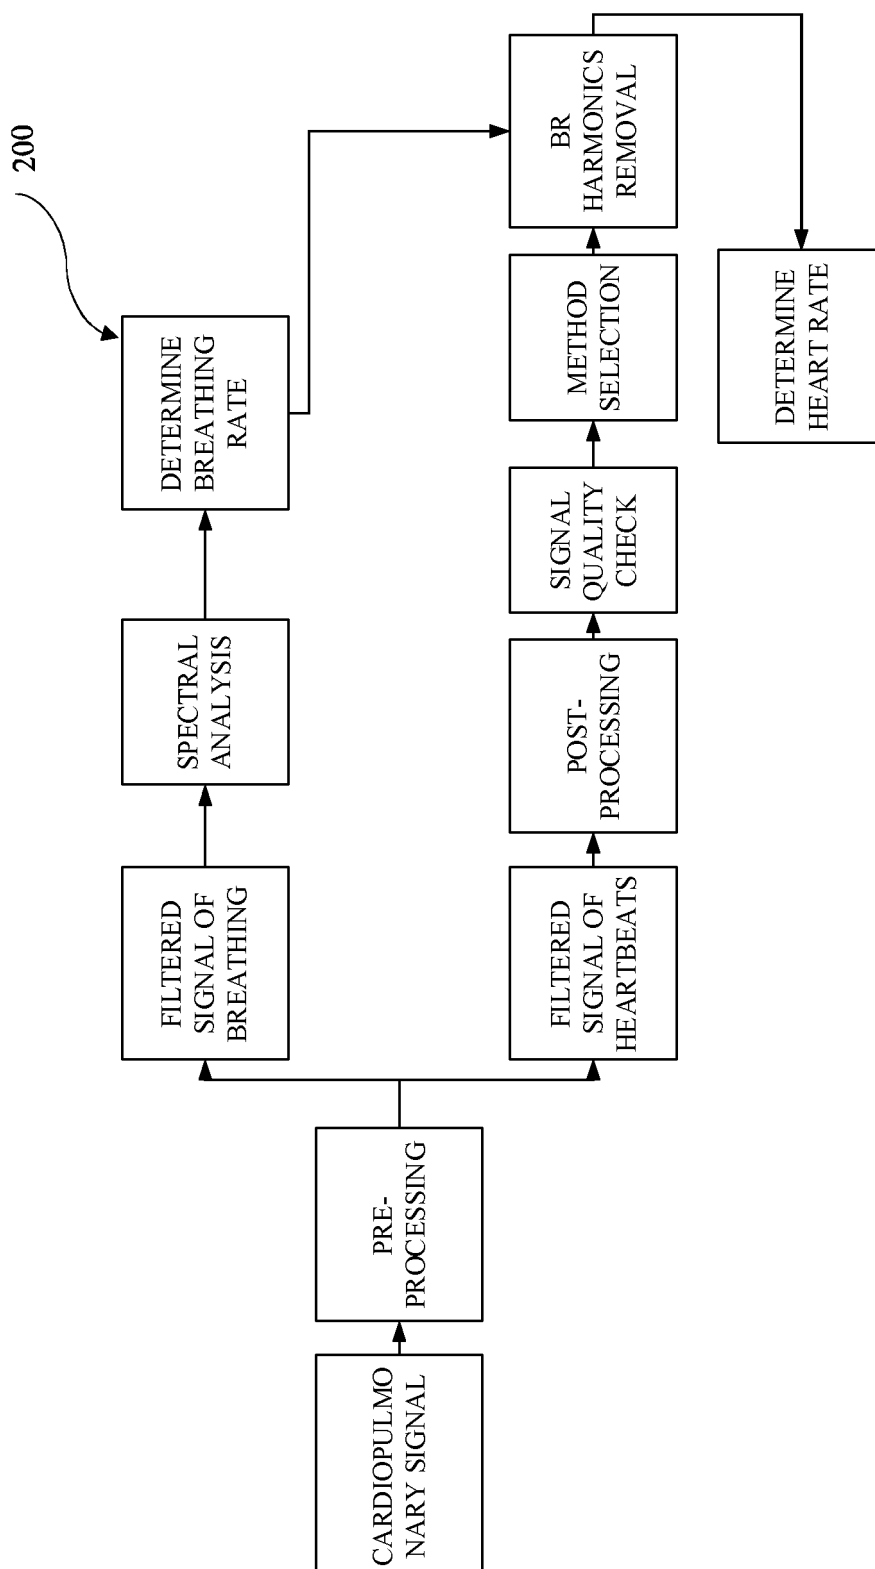 200
CARDIOPULMO
NARY SIGNAL
PRE-
PROCESSING
FILTERED
SIGNAL OF
BREATHING
SPECTRAL
ANALYSIS
DETERMINE
BREATHING
RATE
FILTERED
SIGNAL OF
HEARTBEATS
POST-
PROCESSING
SIGNAL
QUALITY
CHECK
METHOD
SELECTION
BR
HARMONICS
REMOVAL
DETERMINE
HEART RATE